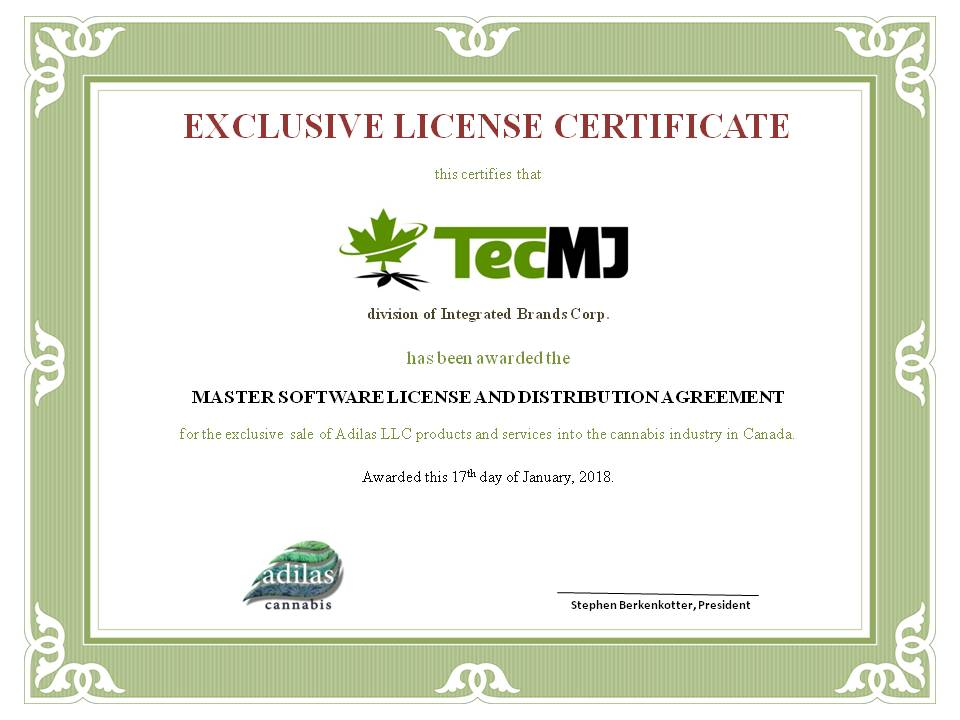 EXCLUSIVE LICENSE CERTIFICATE
this certifies that
TecMJ
division of Integrated Brands Corp.
has been awarded the
MASTER SOFTWARE LICENSE AND DISTRIBUTION AGREEMENT
for the exclusive sale of Adilas LLC products and services into the cannabis industry in Canada.
Awarded this 17th day of January, 2018.
adilas
cannabis
Stephen Berkenkotter, President